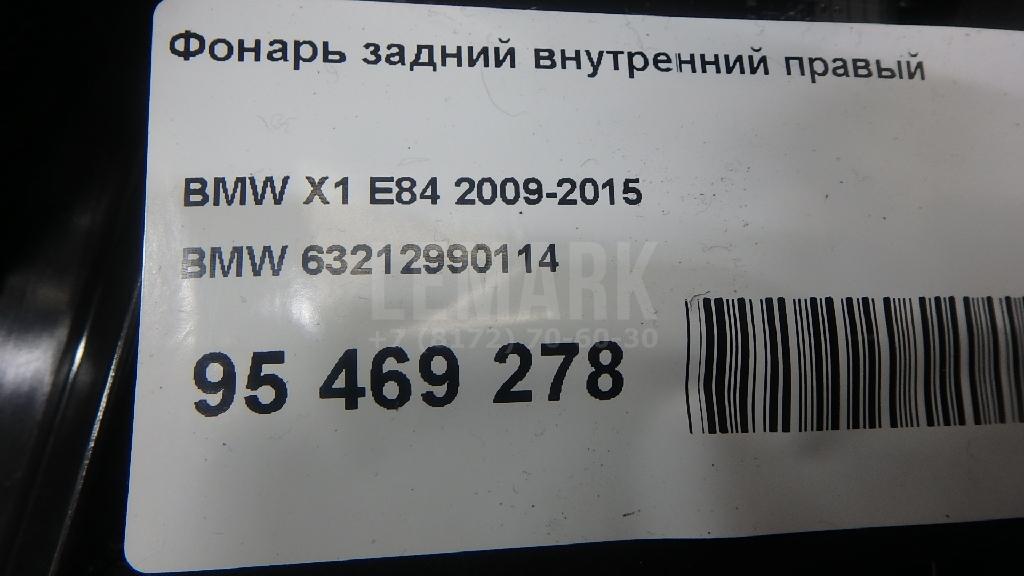 Фонарь задний внутренний правый
BMW X1 E84 2009-2015
BMW 63212990114
LEMARK
+7 (8172) 70-60-30
95 469 278